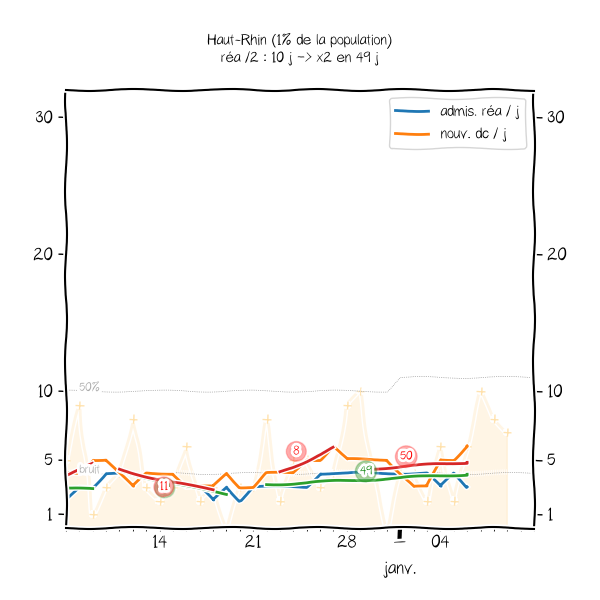 Haut-Rhin (1% de la population)
réa /2 : 10 j -> x2 en 49 j
admis. réa / j
nouv. dc / j
30 30
20 20
10 10
50%
5 5
bruit
8
50
49
11
1 1
14 21 28 04
janv.